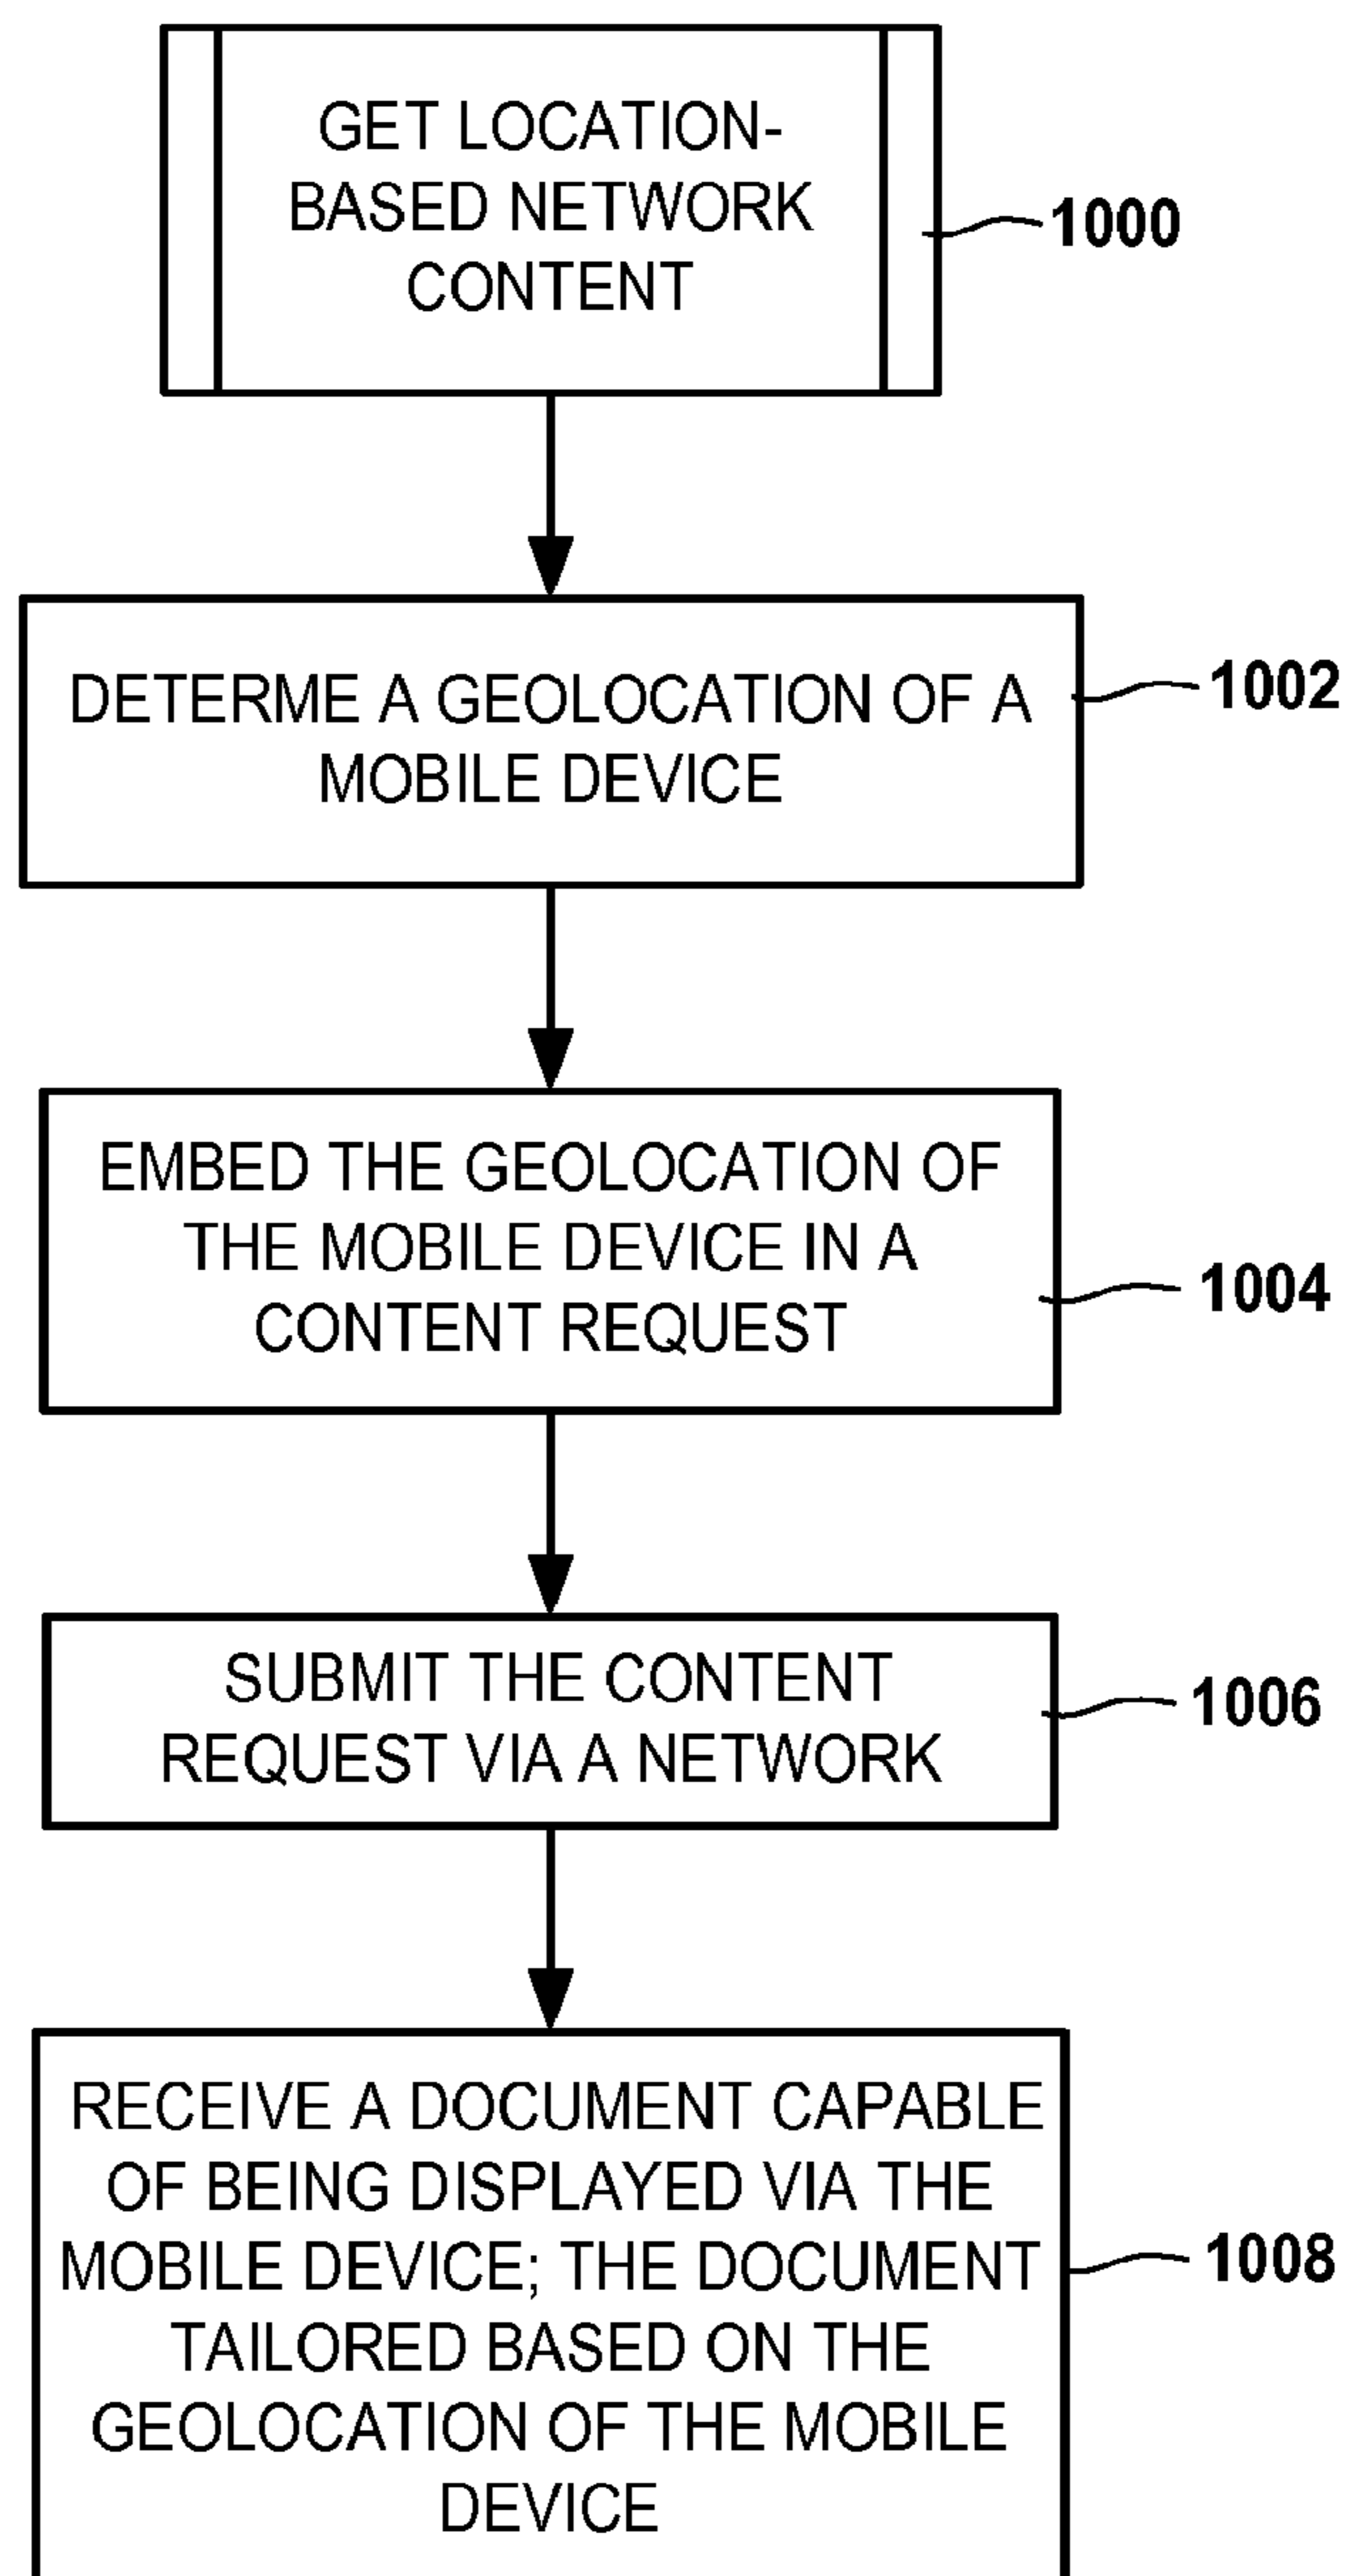 GET LOCATION-
BASED NETWORK
CONTENT
1000
DETERME A GEOLOCATION OF A
MOBILE DEVICE
1002
EMBED THE GEOLOCATION OF
THE MOBILE DEVICE IN A
CONTENT REQUEST
1004
SUBMIT THE CONTENT
REQUEST VIA A NETWORK
1006
RECEIVE A DOCUMENT CAPABLE
OF BEING DISPLAYED VIA THE
MOBILE DEVICE; THE DOCUMENT
TAILORED BASED ON THE
GEOLOCATION OF THE MOBILE
DEVICE
1008